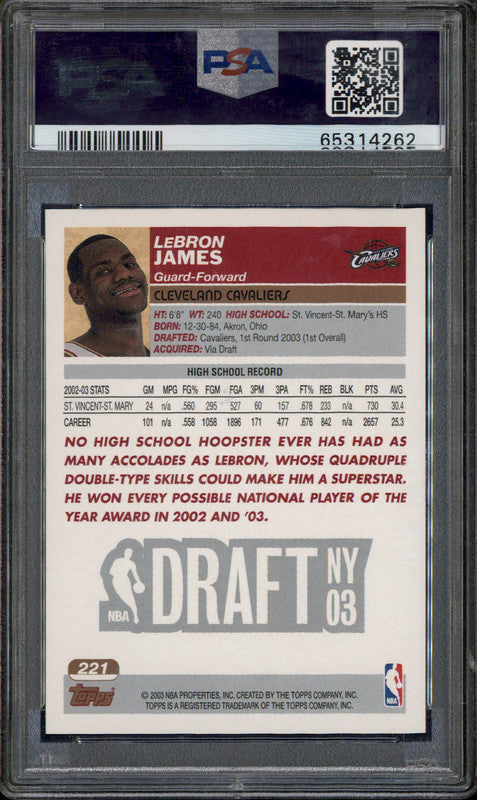 PSA
65314262
LEBRON
JAMES
Guard-Forward
CAVALIERS
CLEVELAND CAVALIERS
HT: 6'8" WT: 240 HIGH SCHOOL: St. Vincent-St. Mary's HS
BORN: 12-30-84, Akron, Ohio
DRAFTED: Cavaliers, 1st Round 2003 (1st Overall)
ACQUIRED: Via Draft
HIGH SCHOOL RECORD
2002-03 STATS GM MPG FG% FGM FGA 3PM 3PA FT% REB BLK PTS AVG
ST. VINCENT-ST. MARY 24 n/a .560 295 527 60 157 .678 233 n/a 730 30.4
CAREER 101 n/a .558 1058 1896 171 477 .676 842 n/a 2657 25.3
NO HIGH SCHOOL HOOPSTER EVER HAS HAD AS
MANY ACCOLADES AS LEBRON, WHOSE QUADRUPLE
DOUBLE-TYPE SKILLS COULD MAKE HIM A SUPERSTAR.
HE WON EVERY POSSIBLE NATIONAL PLAYER OF THE
YEAR AWARD IN 2002 AND '03.
NBA DRAFT NY
03
221
Topps
© 2003 NBA PROPERTIES, INC. CREATED BY THE TOPPS COMPANY, INC.
TOPPS IS A REGISTERED TRADEMARK OF THE TOPPS COMPANY, INC.
NBA